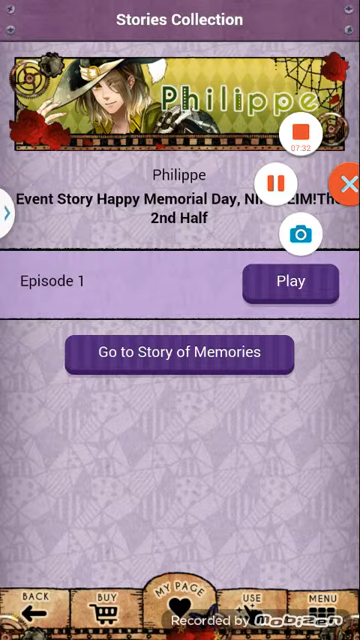 Stories Collection
Philippe
07:32
Philippe
Event Story Happy Memorial Day,
2nd Half
Episode 1
Play
Go to Story of Memories
BACK
BUY
MY PAGE
USE
MENU
Recorded by mobizen